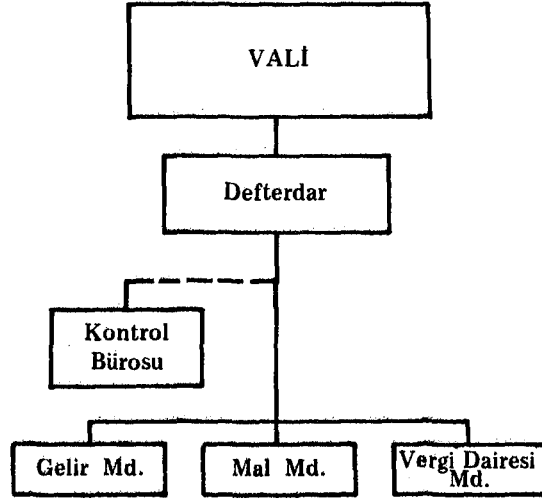 VALİ
Defterdar
Kontrol
Bürosu
Gelir Md.
Mal Md.
Vergi Dairesi
Md.